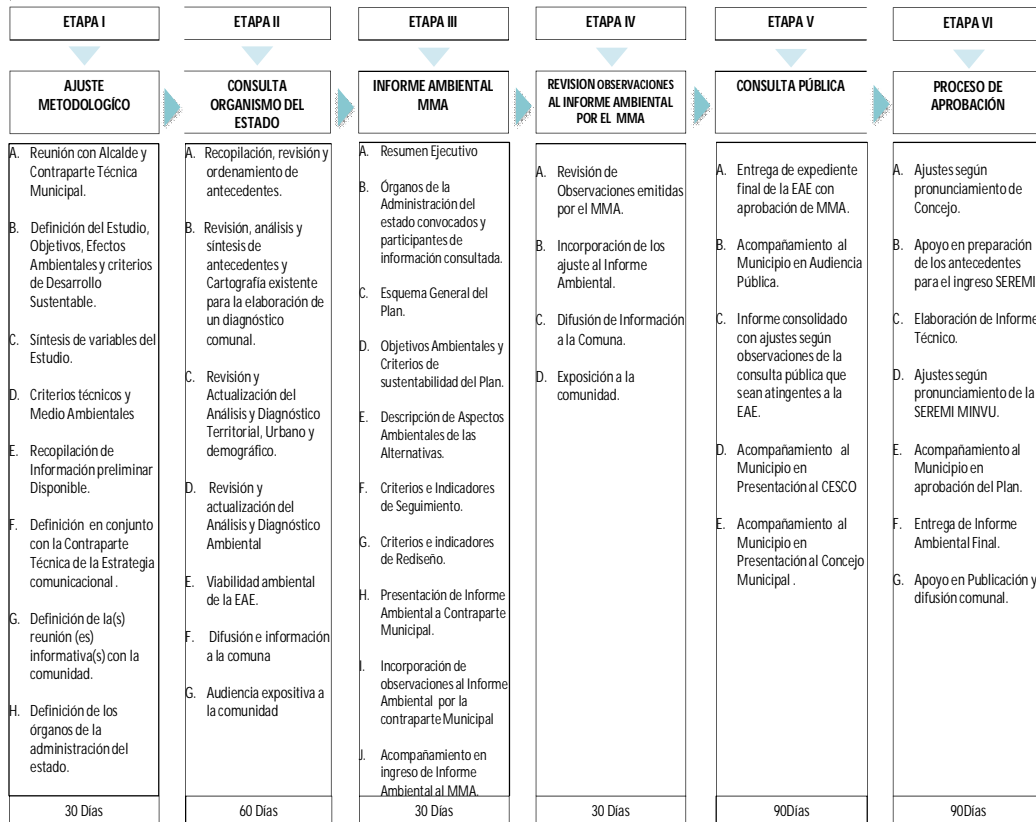 ETAPA I
AJUSTE
METODOLOGÍCO
A. Reunión con Alcalde y
Contraparte Técnica
Municipal.
B. Definición del Estudio,
Objetivos, Efectos
Ambientales y criterios
de Desarrollo
Sustentable.
C. Síntesis de variables del
Estudio.
D. Criterios técnicos y
Medio Ambientales
E. Recopilación de
Información preliminar
Disponible.
F. Definición en conjunto
con la Contraparte
Técnica de la Estrategia
comunicacional .
G. Definición de la(s)
reunión (es)
informativa(s) con la
comunidad.
H. Definición de los
órganos de la
administración del
estado.
30 Días
ETAPA II
CONSULTA
ORGANISMO DEL
ESTADO
A. Recopilación, revisión y
ordenamiento de
antecedentes.
B. Revisión, análisis y
síntesis de
antecedentes y
Cartografía existente
para la elaboración de
un diagnóstico
comunal.
C. Revisión y
Actualización del
Análisis y Diagnóstico
Territorial, Urbano y
demográfico.
D. Revisión y
actualización del
Análisis y Diagnóstico
Ambiental
E. Viabilidad ambiental
de la EAE.
F. Difusión e información
a la comuna
G. Audiencia expositiva a
la comunidad
60 Días
ETAPA III
INFORME AMBIENTAL
MMA
A. Resumen Ejecutivo
B. Órganos de la
Administración del
estado convocados y
participantes de
información consultada.
C. Esquema General del
Plan.
D. Objetivos Ambientales y
Criterios de
sustentabilidad del Plan.
E. Descripción de Aspectos
Ambientales de las
Alternativas.
F. Criterios e Indicadores
de Seguimiento.
G. Criterios e indicadores
de Rediseño.
H. Presentación de Informe
Ambiental a Contraparte
Municipal.
I. Incorporación de
observaciones al Informe
Ambiental por la
contraparte Municipal
J. Acompañamiento en
ingreso de Informe
Ambiental al MMA.
30 Días
ETAPA IV
REVISION OBSERVACIONES
AL INFORME AMBIENTAL
POR EL MMA
A. Revisión de
Observaciones emitidas
por el MMA.
B. Incorporación de los
ajuste al Informe
Ambiental.
C. Difusión de Información
a la Comuna.
D. Exposición a la
comunidad.
30 Días
ETAPA V
CONSULTA PÚBLICA
A. Entrega de expediente
final de la EAE con
aprobación de MMA.
B. Acompañamiento al
Municipio en Audiencia
Pública.
C. Informe consolidado
con ajustes según
observaciones de la
consulta pública que
sean atingentes a la
EAE.
D. Acompañamiento al
Municipio en
Presentación al CESCO
E. Acompañamiento al
Municipio en
Presentación al Concejo
Municipal .
90Días
ETAPA VI
PROCESO DE
APROBACIÓN
A. Ajustes según
pronunciamiento de
Concejo.
B. Apoyo en preparación
de los antecedentes
para el ingreso SEREMI
C. Elaboración de Informe
Técnico.
D. Ajustes según
pronunciamiento de la
SEREMI MINVU.
E. Acompañamiento al
Municipio en
aprobación del Plan.
F. Entrega de Informe
Ambiental Final.
G. Apoyo en Publicación y
difusión comunal.
90Días